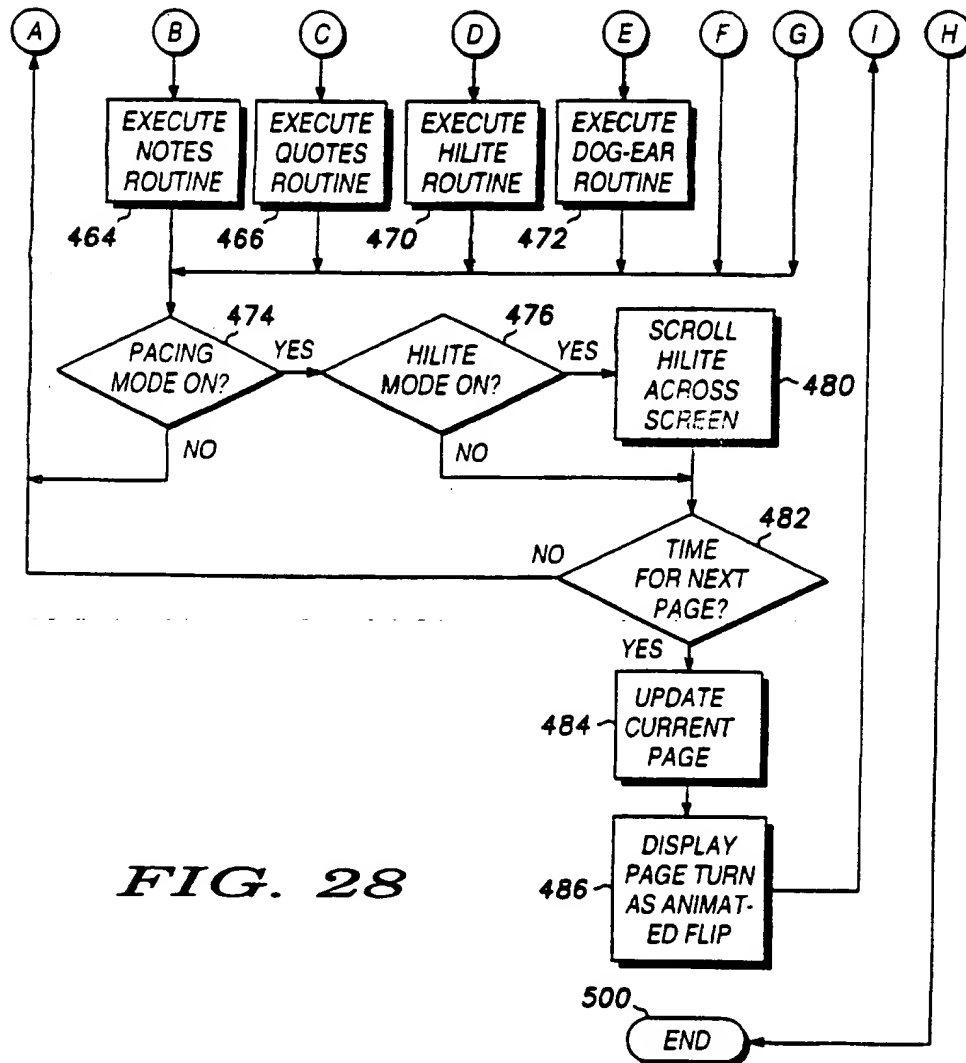 A B C D E F G I H
EXECUTE
NOTES
ROUTINE
464
EXECUTE
QUOTES
ROUTINE
466
EXECUTE
HILITE
ROUTINE
470
EXECUTE
DOG-EAR
ROUTINE
472
PACING
MODE ON?
474
YES
NO
HILITE
MODE ON?
476
YES
NO
SCROLL
HILITE
ACROSS
SCREEN
480
TIME
FOR NEXT
PAGE?
482
NO
YES
UPDATE
CURRENT
PAGE
484
DISPLAY
PAGE TURN
AS ANIMAT-
ED FLIP
486
FIG. 28
500
END